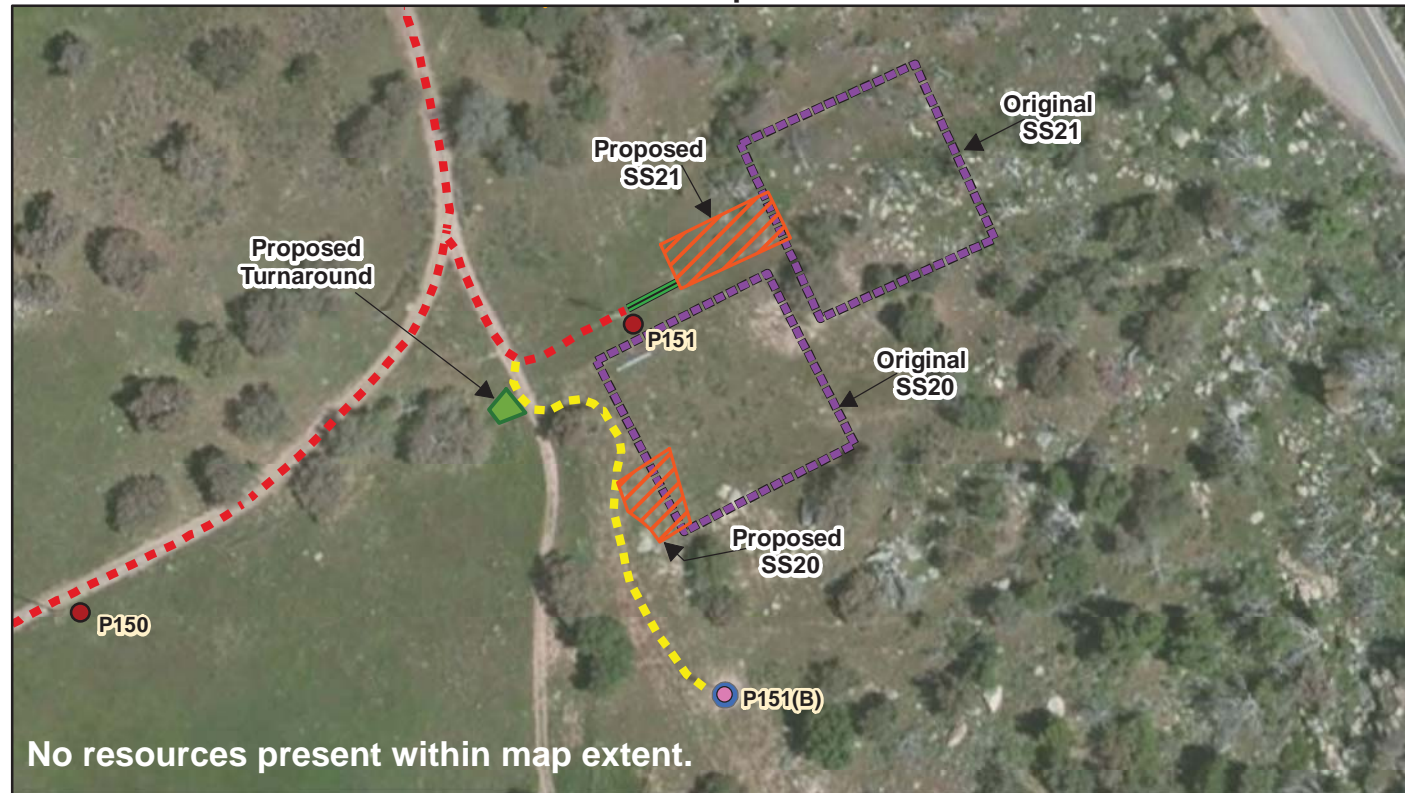 Original
SS21
Proposed
SS21
Proposed
Turnaround
P151
Original
SS20
Proposed
SS20
P150
P151(B)
No resources present within map extent.